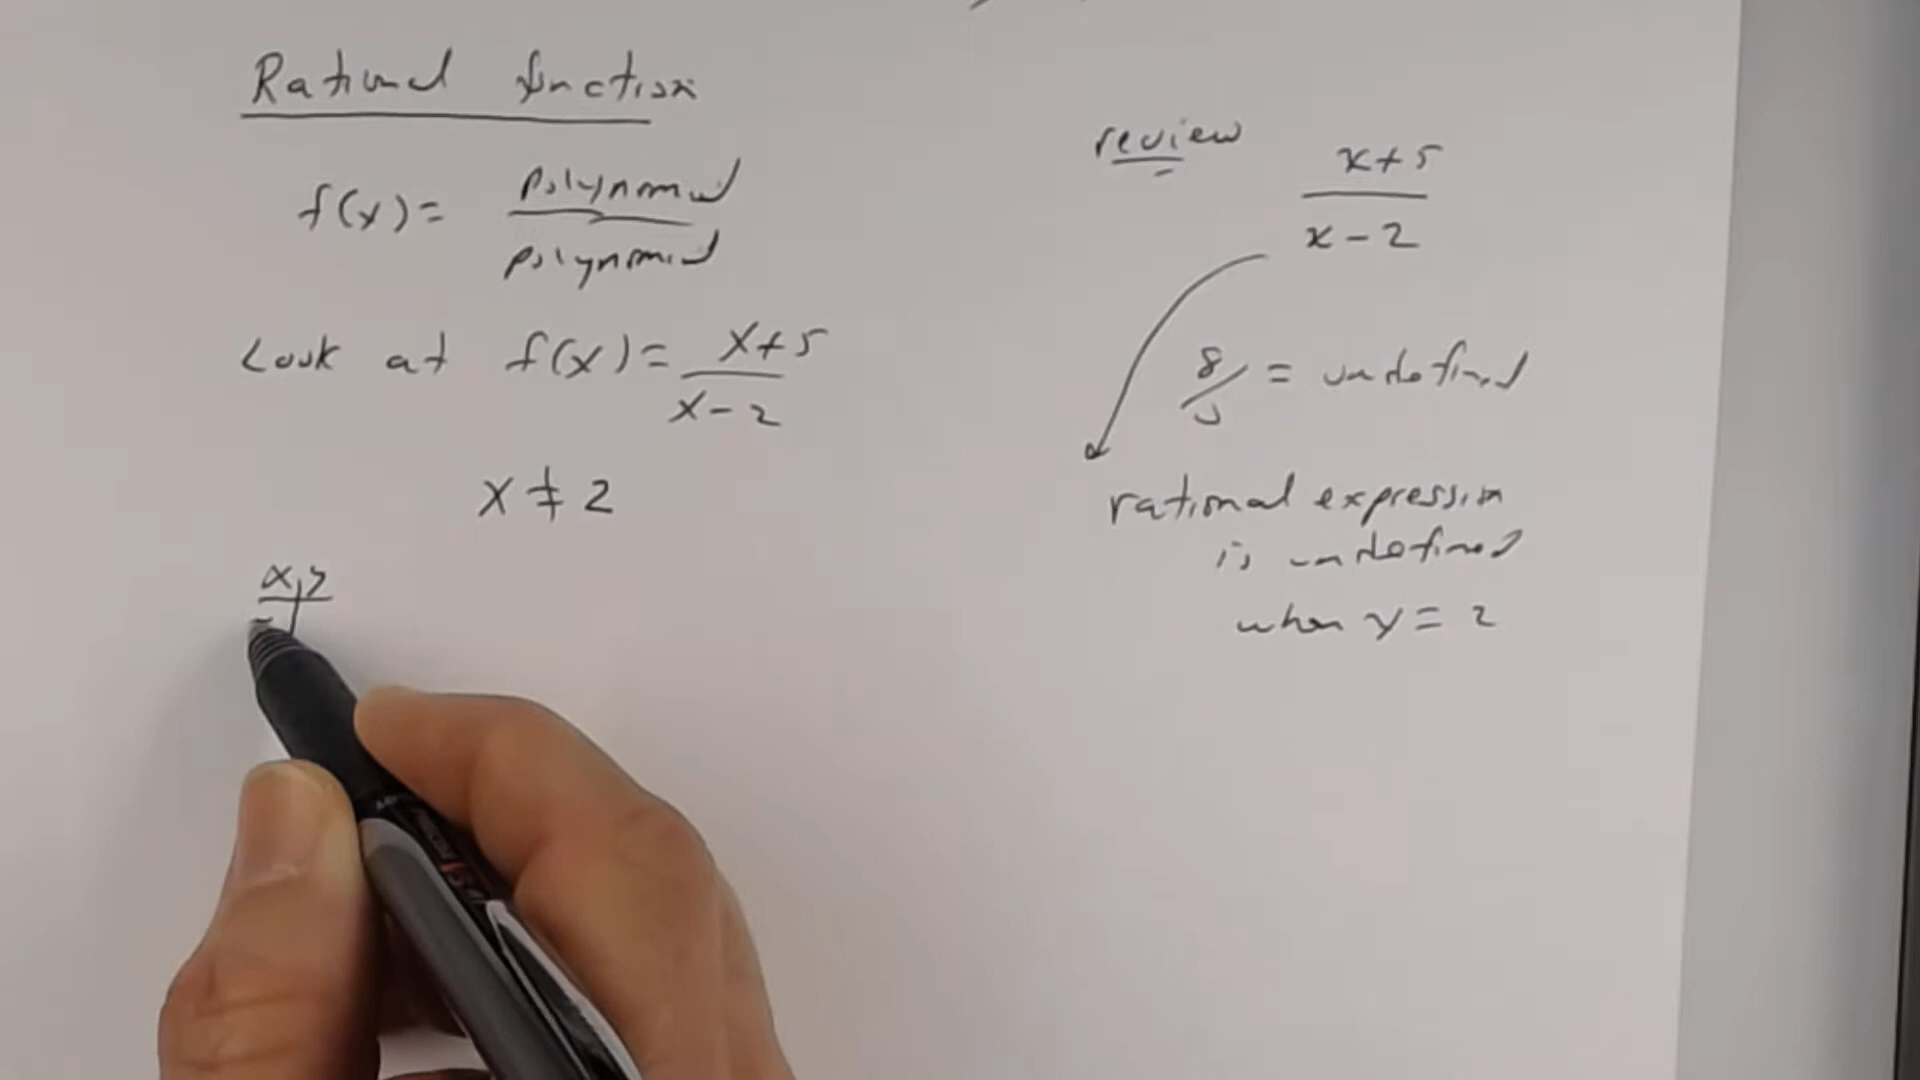 Rational function
f(x) = polynomial / polynomial
Look at f(x) = x+5 / x-2
x ≠ 2
x, y
-
review
x+5 / x-2
8/0 = undefined
rational expression
is undefined
when x = 2